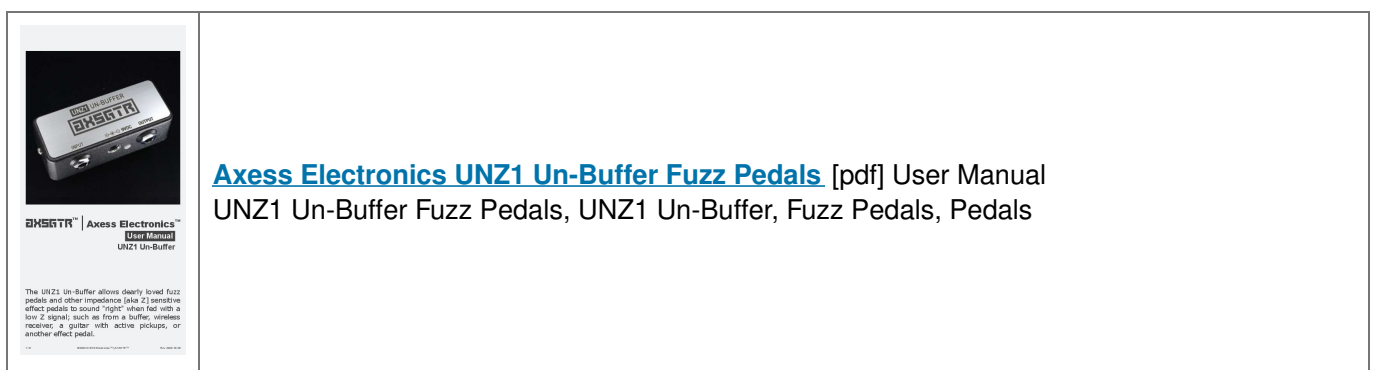 UNZ1 UN-BUFFER
AXSGTR
9VDC OUTPUT
INPUT
AXSGTR™ | Axess Electronics™
User Manual
UNZ1 Un-Buffer
The UNZ1 Un-Buffer allows dearly loved fuzz
pedals and other impedance [aka Z] sensitive
effect pedals to sound "right" when fed with a
low Z signal; such as from a buffer, wireless
receiver, a guitar with active pickups, or
another effect pedal.
Axess Electronics UNZ1 Un-Buffer Fuzz Pedals [pdf] User Manual
UNZ1 Un-Buffer Fuzz Pedals, UNZ1 Un-Buffer, Fuzz Pedals, Pedals